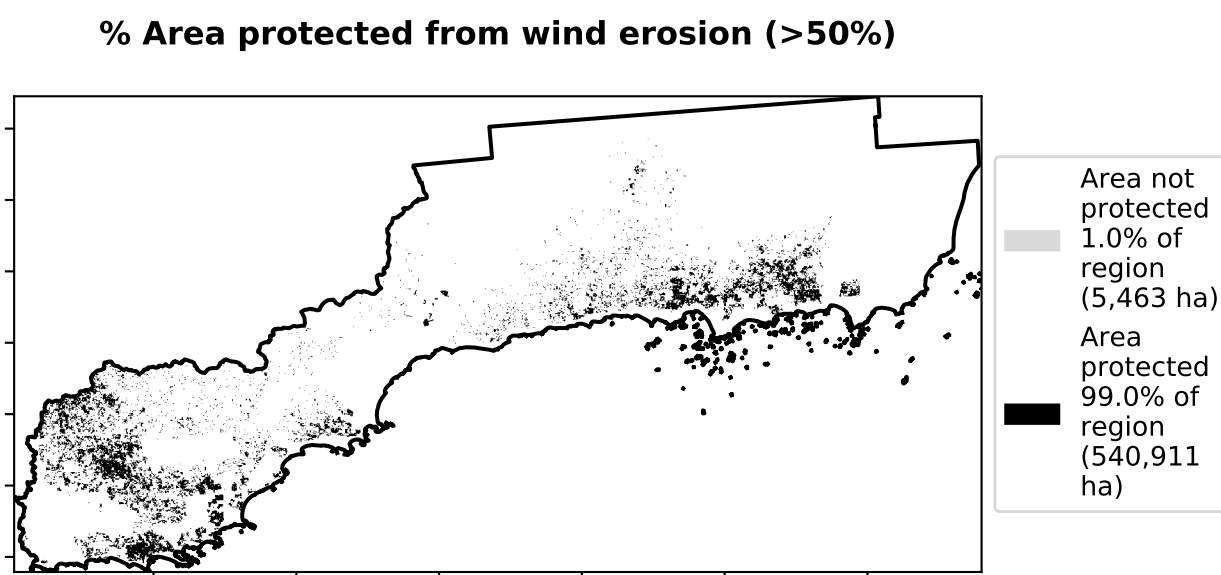 % Area protected from wind erosion (>50%)
Area not
protected
1.0% of
region
(5,463 ha)
Area
protected
99.0% of
region
(540,911
ha)